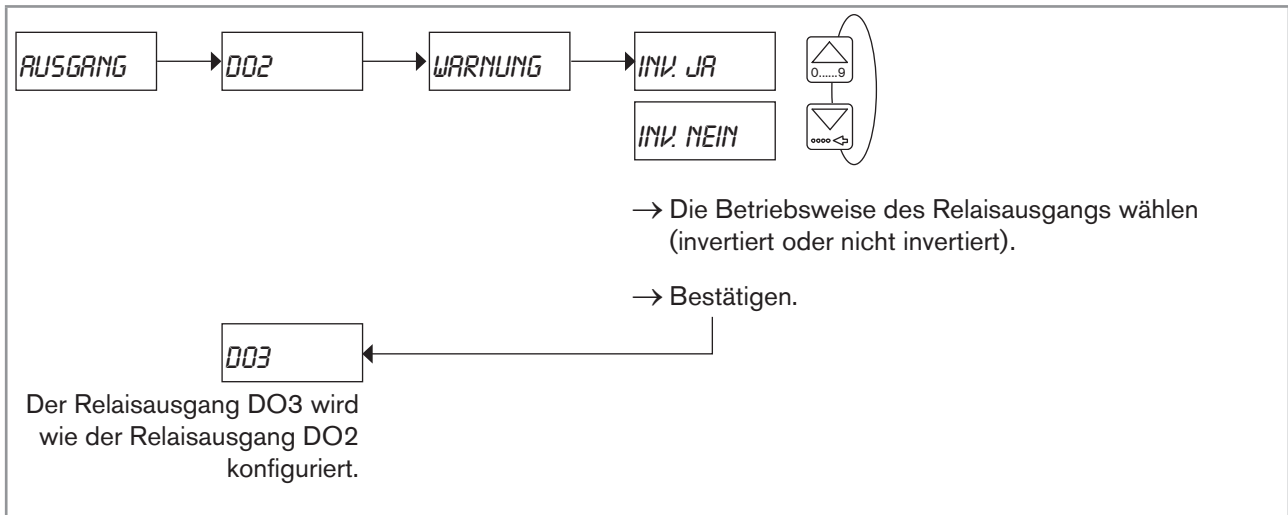 AUSGANG DO2 WARNUNG INV. JA
0......9
INV. NEIN
→ Die Betriebsweise des Relaisausgangs wählen
(invertiert oder nicht invertiert).
→ Bestätigen.
DO3
Der Relaisausgang DO3 wird
wie der Relaisausgang DO2
konfiguriert.